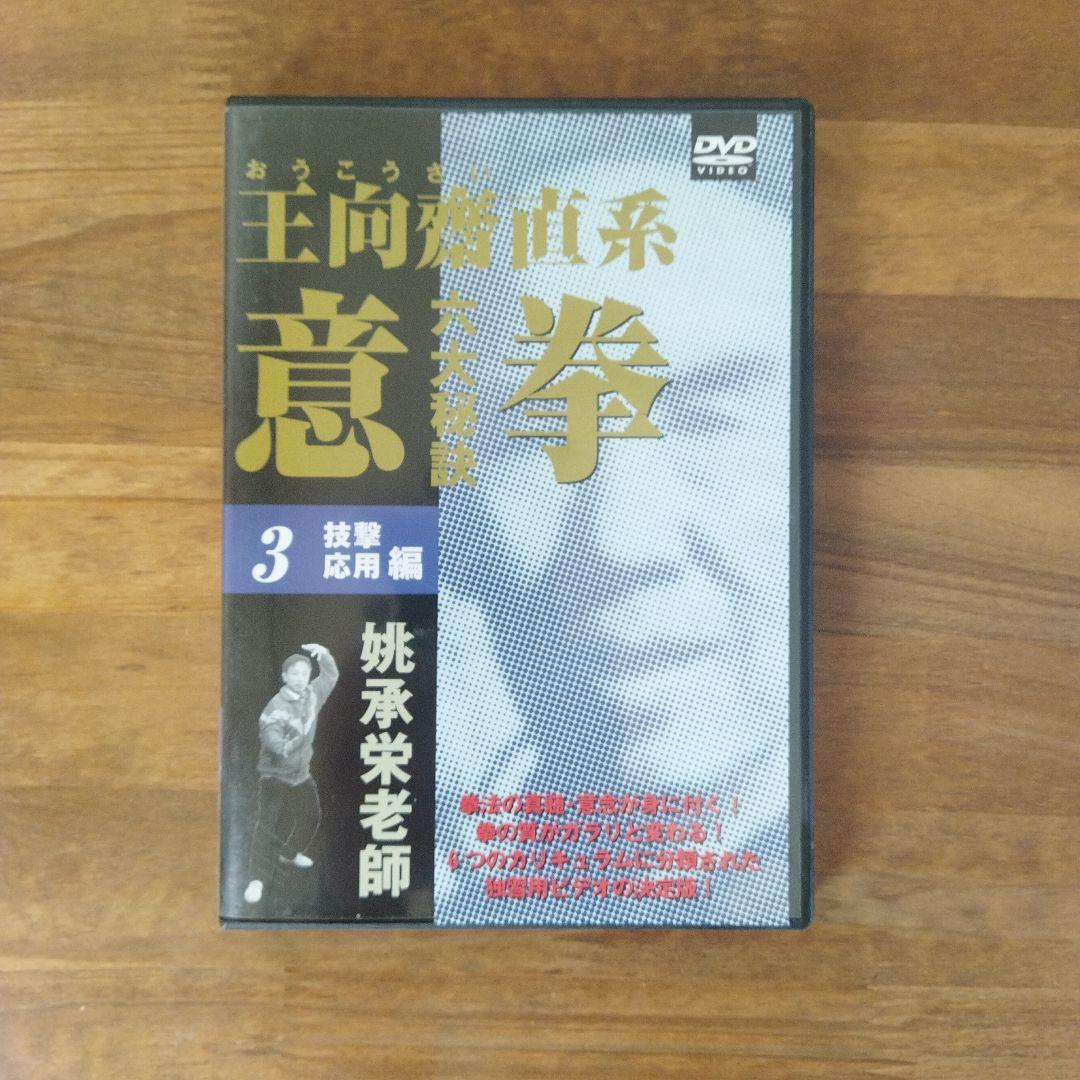 DVD
VIDEO
おうこうさい
王向齋直系
意拳
六大秘訣
3 技撃応用編
姚承栄老師
拳法の真髄・意念が身に付く！
拳の質がガラリと変わる！
6つのカリキュラムに分類された
独習用ビデオの決定版！